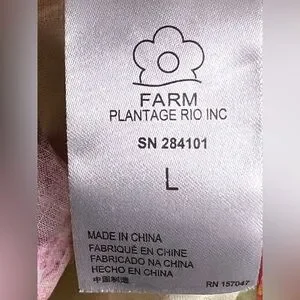 FARM
PLANTAGE RIO INC
SN 284101
L
MADE IN CHINA
FABRIQUÉ EN CHINE
FABRICADO NA CHINA
HECHO EN CHINA
中国制造
RN 157047